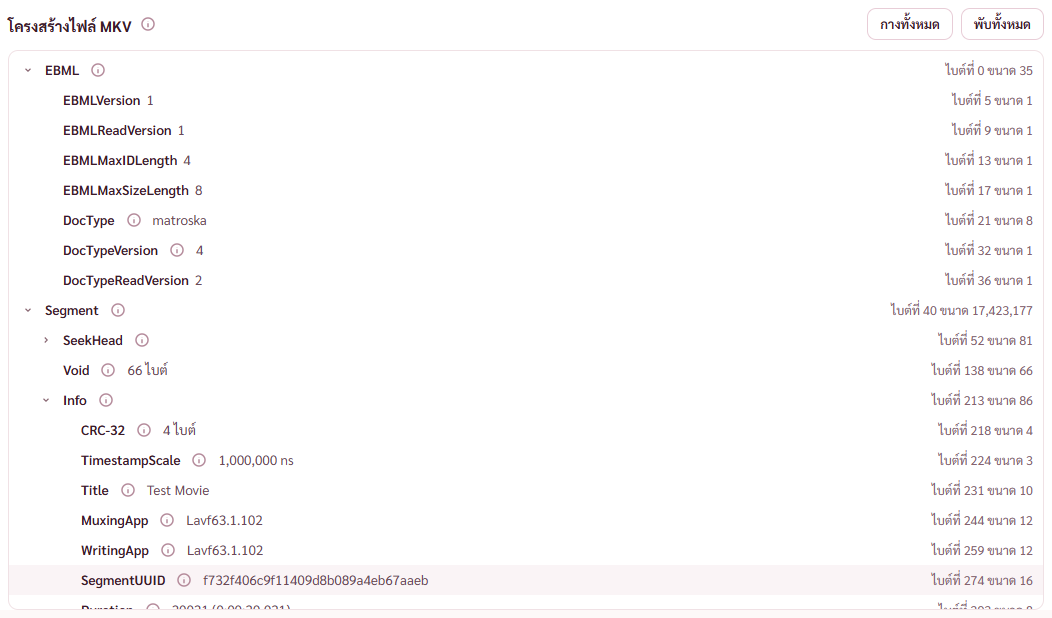 โครงสร้างไฟล์ MKV กางทั้งหมด พับทั้งหมด
EBML ไบต์ที่ 0 ขนาด 35
EBMLVersion 1 ไบต์ที่ 5 ขนาด 1
EBMLReadVersion 1 ไบต์ที่ 9 ขนาด 1
EBMLMaxIDLength 4 ไบต์ที่ 13 ขนาด 1
EBMLMaxSizeLength 8 ไบต์ที่ 17 ขนาด 1
DocType matroska ไบต์ที่ 21 ขนาด 8
DocTypeVersion 4 ไบต์ที่ 32 ขนาด 1
DocTypeReadVersion 2 ไบต์ที่ 36 ขนาด 1
Segment ไบต์ที่ 40 ขนาด 17,423,177
SeekHead ไบต์ที่ 52 ขนาด 81
Void 66 ไบต์ ไบต์ที่ 138 ขนาด 66
Info ไบต์ที่ 213 ขนาด 86
CRC-32 4 ไบต์ ไบต์ที่ 218 ขนาด 4
TimestampScale 1,000,000 ns ไบต์ที่ 224 ขนาด 3
Title Test Movie ไบต์ที่ 231 ขนาด 10
MuxingApp Lavf63.1.102 ไบต์ที่ 244 ขนาด 12
WritingApp Lavf63.1.102 ไบต์ที่ 259 ขนาด 12
SegmentUUID f732f406c9f11409d8b089a4eb67aaeb ไบต์ที่ 274 ขนาด 16
Duration